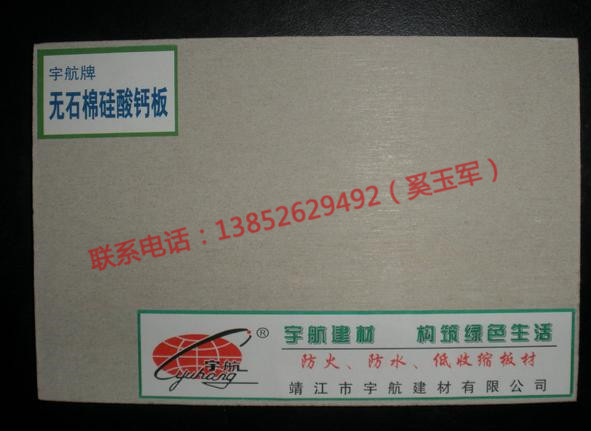 宇航牌
无石棉硅酸钙板
联系电话：13852629492（奚玉军）
宇航
yuhang
®
宇航建材 构筑绿色生活
防火、防水、低收缩板材
靖江市宇航建材有限公司